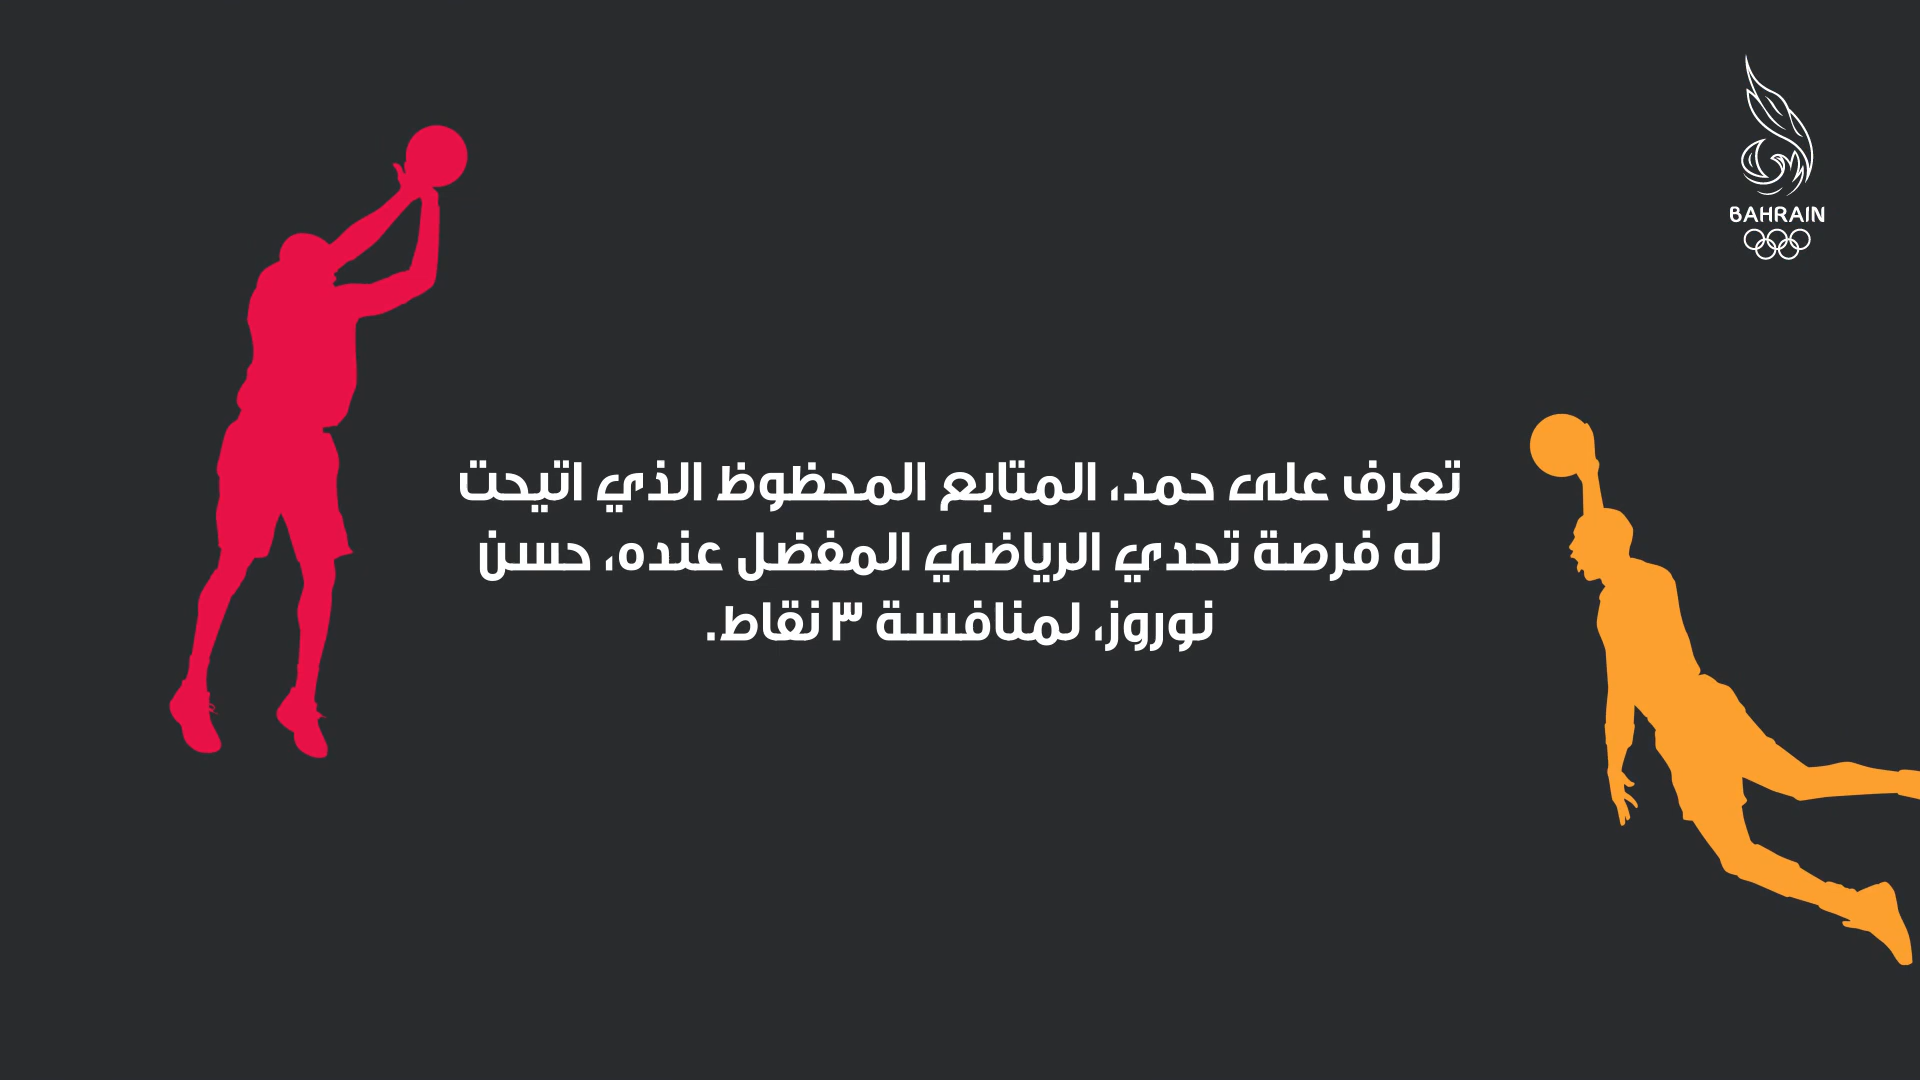 BAHRAIN
تعرف على حمد، المتابع المحظوظ الذي اتيحت
له فرصة تحدي الرياضي المفضل عنده، حسن
نوروز، لمنافسة ٣ نقاط.